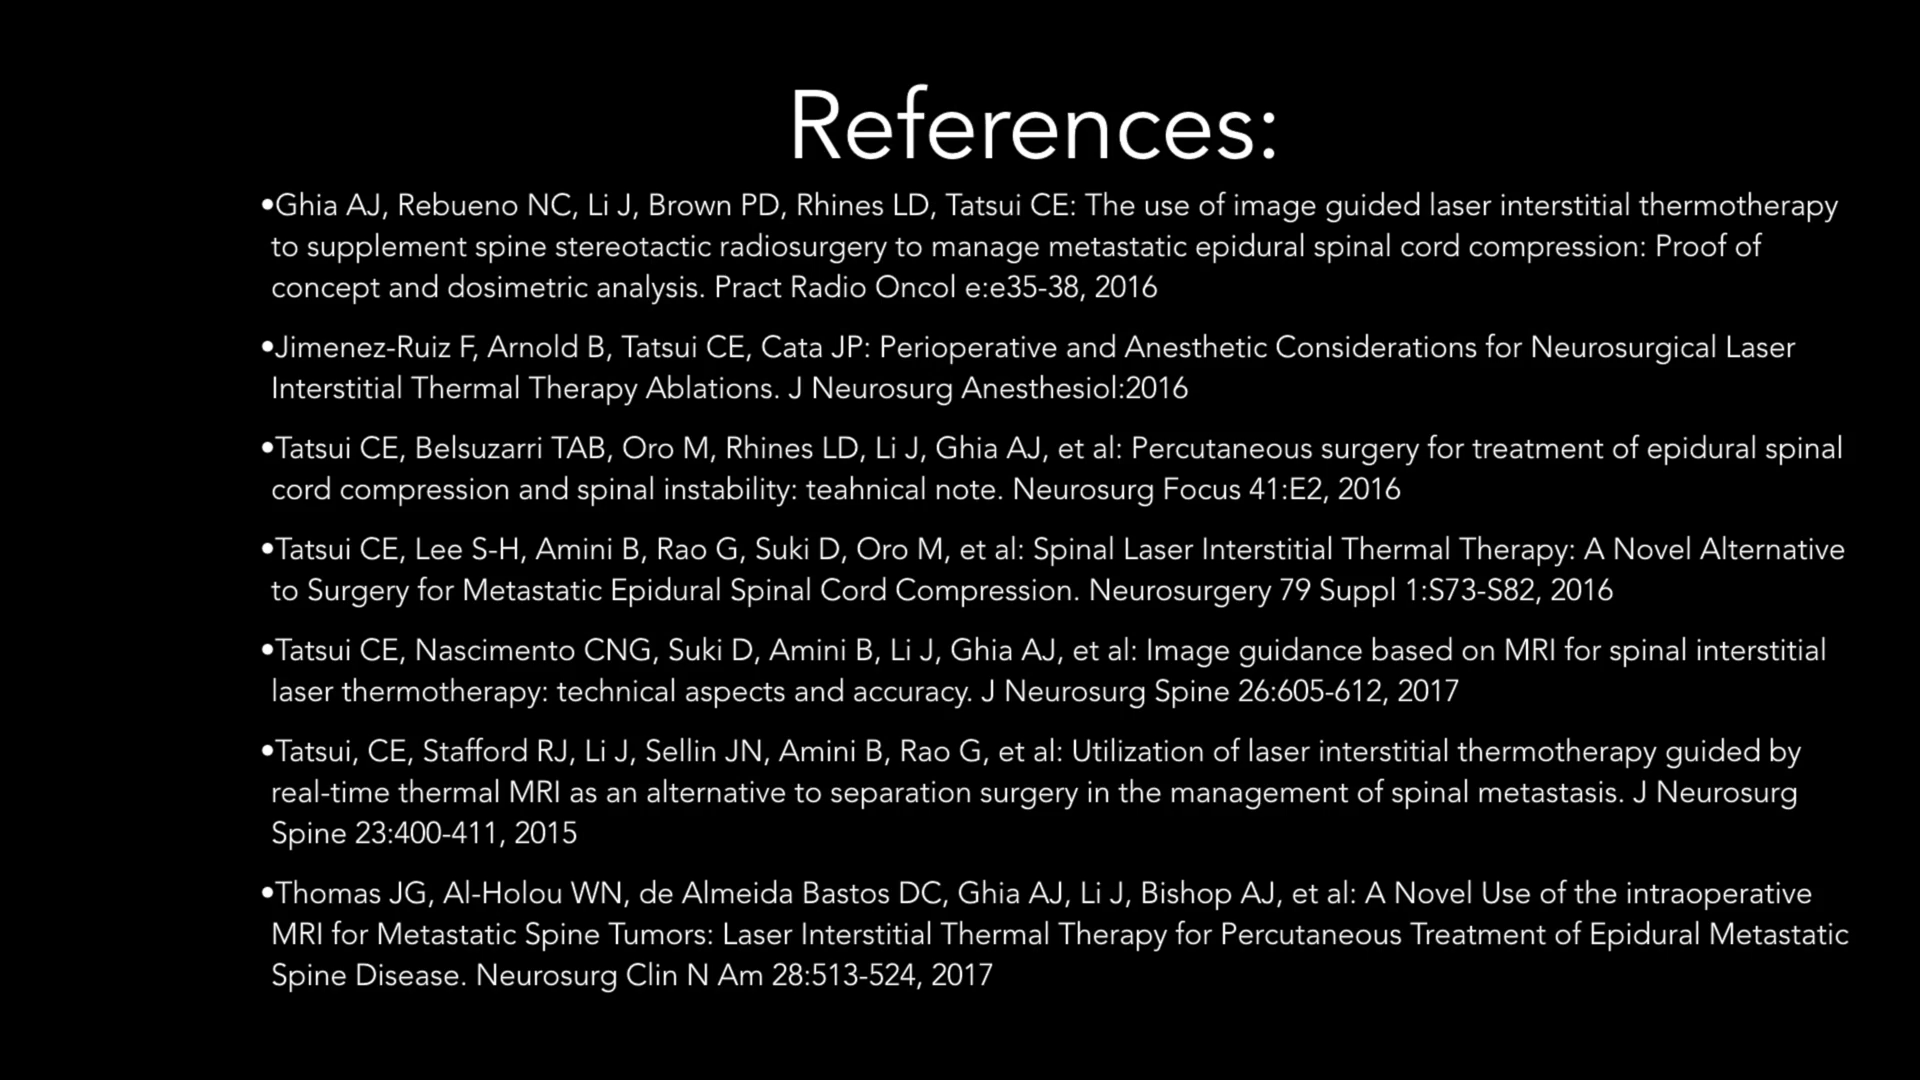 References:
•Ghia AJ, Rebueno NC, Li J, Brown PD, Rhines LD, Tatsui CE: The use of image guided laser interstitial thermotherapy
to supplement spine stereotactic radiosurgery to manage metastatic epidural spinal cord compression: Proof of
concept and dosimetric analysis. Pract Radio Oncol e:e35-38, 2016
•Jimenez-Ruiz F, Arnold B, Tatsui CE, Cata JP: Perioperative and Anesthetic Considerations for Neurosurgical Laser
Interstitial Thermal Therapy Ablations. J Neurosurg Anesthesiol:2016
•Tatsui CE, Belsuzarri TAB, Oro M, Rhines LD, Li J, Ghia AJ, et al: Percutaneous surgery for treatment of epidural spinal
cord compression and spinal instability: teahnical note. Neurosurg Focus 41:E2, 2016
•Tatsui CE, Lee S-H, Amini B, Rao G, Suki D, Oro M, et al: Spinal Laser Interstitial Thermal Therapy: A Novel Alternative
to Surgery for Metastatic Epidural Spinal Cord Compression. Neurosurgery 79 Suppl 1:S73-S82, 2016
•Tatsui CE, Nascimento CNG, Suki D, Amini B, Li J, Ghia AJ, et al: Image guidance based on MRI for spinal interstitial
laser thermotherapy: technical aspects and accuracy. J Neurosurg Spine 26:605-612, 2017
•Tatsui, CE, Stafford RJ, Li J, Sellin JN, Amini B, Rao G, et al: Utilization of laser interstitial thermotherapy guided by
real-time thermal MRI as an alternative to separation surgery in the management of spinal metastasis. J Neurosurg
Spine 23:400-411, 2015
•Thomas JG, Al-Holou WN, de Almeida Bastos DC, Ghia AJ, Li J, Bishop AJ, et al: A Novel Use of the intraoperative
MRI for Metastatic Spine Tumors: Laser Interstitial Thermal Therapy for Percutaneous Treatment of Epidural Metastatic
Spine Disease. Neurosurg Clin N Am 28:513-524, 2017